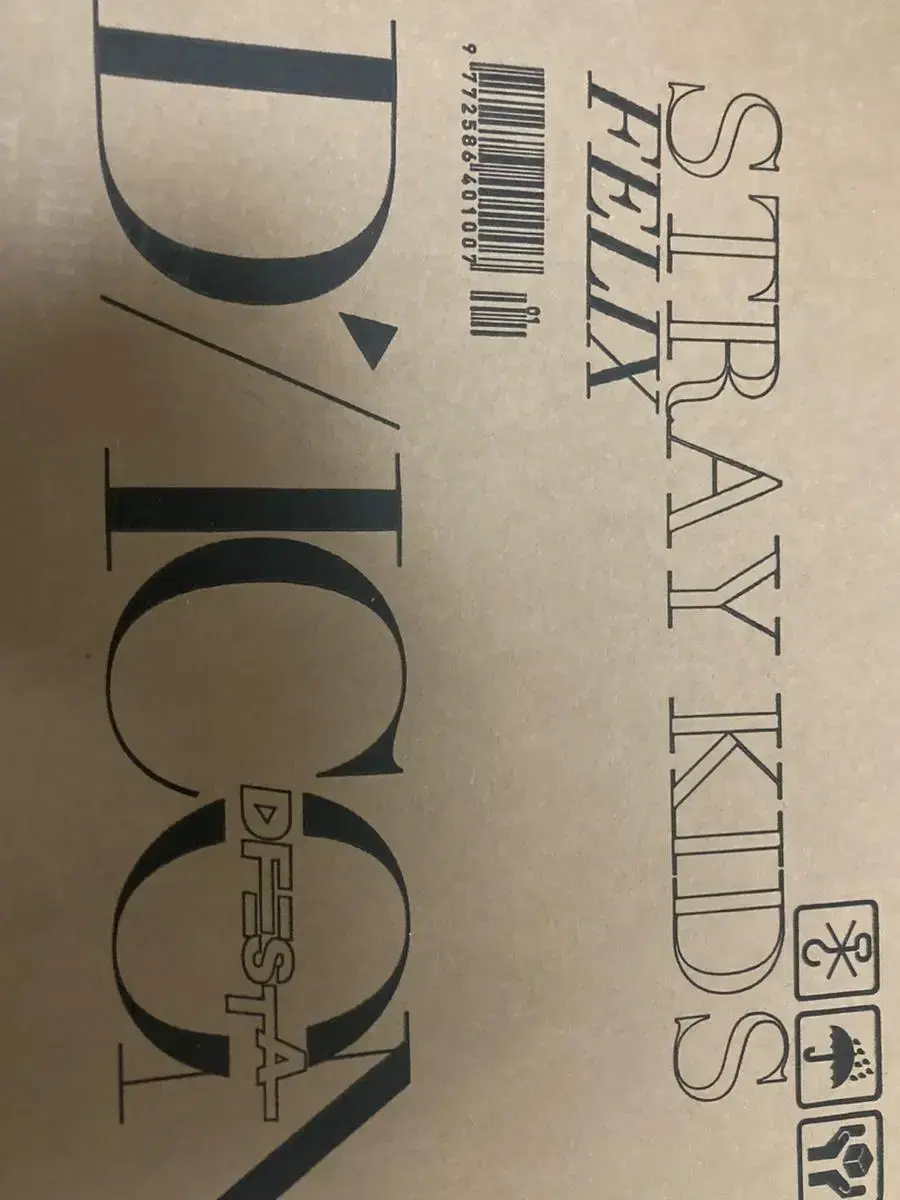 STRAY KIDS
FELIX
9 772586 401007
01
D/ICON
DFESTA